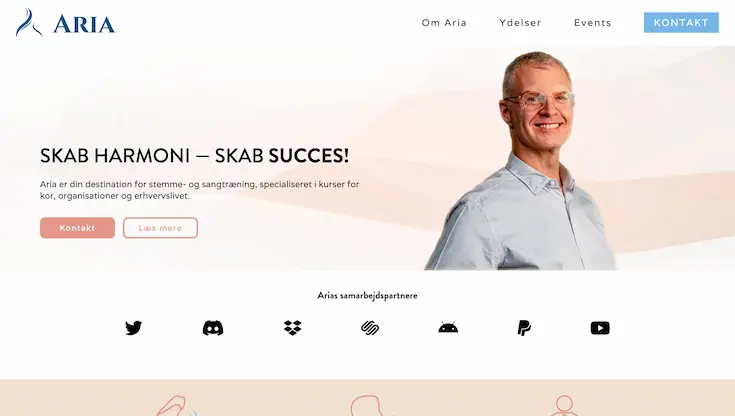 ARIA
Om Aria
Ydelser
Events
KONTAKT
SKAB HARMONI — SKAB SUCCES!
Aria er din destination for stemme- og sangtræning, specialiseret i kurser for
kor, organisationer og erhvervslivet.
Kontakt
Læs mere
Arias samarbejdspartnere